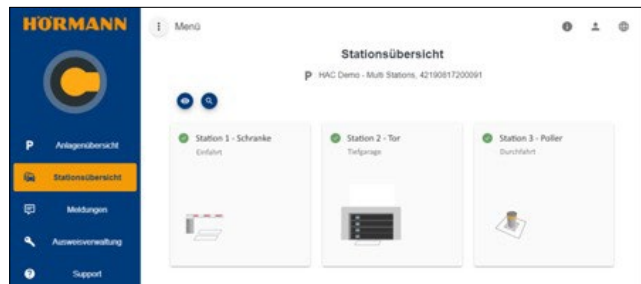 HÖRMANN
Menü
Stationsübersicht
P HAC Demo - Multi Stations, 42190817200091
P Anlagenübersicht
Stationsübersicht
Meldungen
Ausweisverwaltung
Support
Station 1 - Schranke
Einfahrt
Station 2 - Tor
Tiefgarage
Station 3 - Poller
Durchfahrt